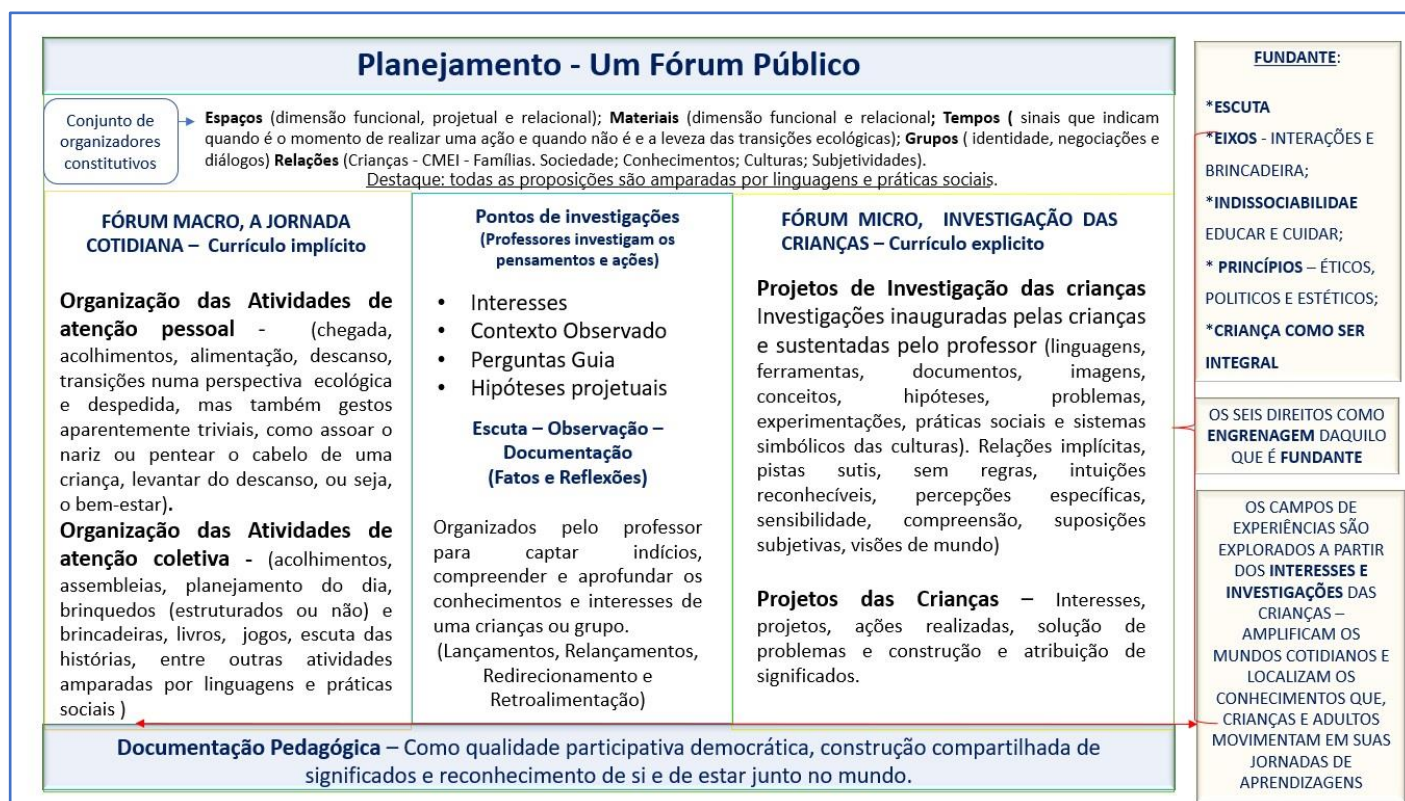 Planejamento - Um Fórum Público
Conjunto de
organizadores
constitutivos
Espaços (dimensão funcional, projetual e relacional); Materiais (dimensão funcional e relacional; Tempos ( sinais que indicam
quando é o momento de realizar uma ação e quando não é e a leveza das transições ecológicas); Grupos ( identidade, negociações e
diálogos) Relações (Crianças - CMEI - Famílias. Sociedade; Conhecimentos; Culturas; Subjetividades).
Destaque: todas as proposições são amparadas por linguagens e práticas sociais.
FÓRUM MACRO, A JORNADA
COTIDIANA – Currículo implícito
Organização das Atividades de
atenção pessoal - (chegada,
acolhimentos, alimentação, descanso,
transições numa perspectiva ecológica
e despedida, mas também gestos
aparentemente triviais, como assoar o
nariz ou pentear o cabelo de uma
criança, levantar do descanso, ou seja,
o bem-estar).
Organização das Atividades de
atenção coletiva - (acolhimentos,
assembleias, planejamento do dia,
brinquedos (estruturados ou não) e
brincadeiras, livros, jogos, escuta das
histórias, entre outras atividades
amparadas por linguagens e práticas
sociais )
Pontos de investigações
(Professores investigam os
pensamentos e ações)
• Interesses
• Contexto Observado
• Perguntas Guia
• Hipóteses projetuais
Escuta – Observação –
Documentação
(Fatos e Reflexões)
Organizados pelo professor
para captar indícios,
compreender e aprofundar os
conhecimentos e interesses de
uma crianças ou grupo.
(Lançamentos, Relançamentos,
Redirecionamento e
Retroalimentação)
FÓRUM MICRO, INVESTIGAÇÃO DAS
CRIANÇAS – Currículo explicito
Projetos de Investigação das crianças
Investigações inauguradas pelas crianças
e sustentadas pelo professor (linguagens,
ferramentas, documentos, imagens,
conceitos, hipóteses, problemas,
experimentações, práticas sociais e sistemas
simbólicos das culturas). Relações implícitas,
pistas sutis, sem regras, intuições
reconhecíveis, percepções específicas,
sensibilidade, compreensão, suposições
subjetivas, visões de mundo)
Projetos das Crianças – Interesses,
projetos, ações realizadas, solução de
problemas e construção e atribuição de
significados.
Documentação Pedagógica – Como qualidade participativa democrática, construção compartilhada de
significados e reconhecimento de si e de estar junto no mundo.
FUNDANTE:
*ESCUTA
*EIXOS - INTERAÇÕES E
BRINCADEIRA;
*INDISSOCIABILIDAE
EDUCAR E CUIDAR;
* PRINCÍPIOS – ÉTICOS,
POLITICOS E ESTÉTICOS;
*CRIANÇA COMO SER
INTEGRAL
OS SEIS DIREITOS COMO
ENGRENAGEM DAQUILO
QUE É FUNDANTE
OS CAMPOS DE
EXPERIÊNCIAS SÃO
EXPLORADOS A PARTIR
DOS INTERESSES E
INVESTIGAÇÕES DAS
CRIANÇAS –
AMPLIFICAM OS
MUNDOS COTIDIANOS E
LOCALIZAM OS
CONHECIMENTOS QUE,
CRIANÇAS E ADULTOS
MOVIMENTAM EM SUAS
JORNADAS DE
APRENDIZAGENS